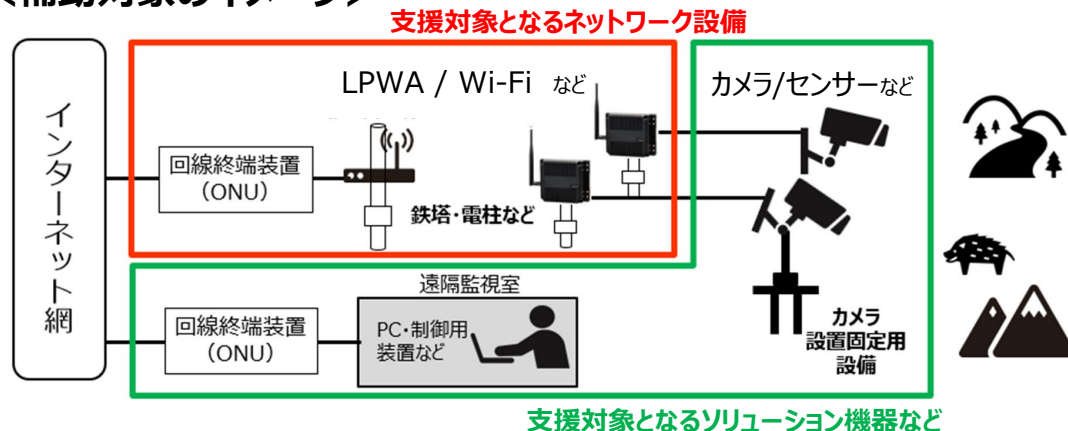 支援対象となるネットワーク設備
LPWA / Wi-Fi など
カメラ/センサーなど
インターネット網
回線終端装置
(ONU)
鉄塔・電柱など
遠隔監視室
回線終端装置
(ONU)
PC・制御用
装置など
カメラ
設置固定用
設備
支援対象となるソリューション機器など